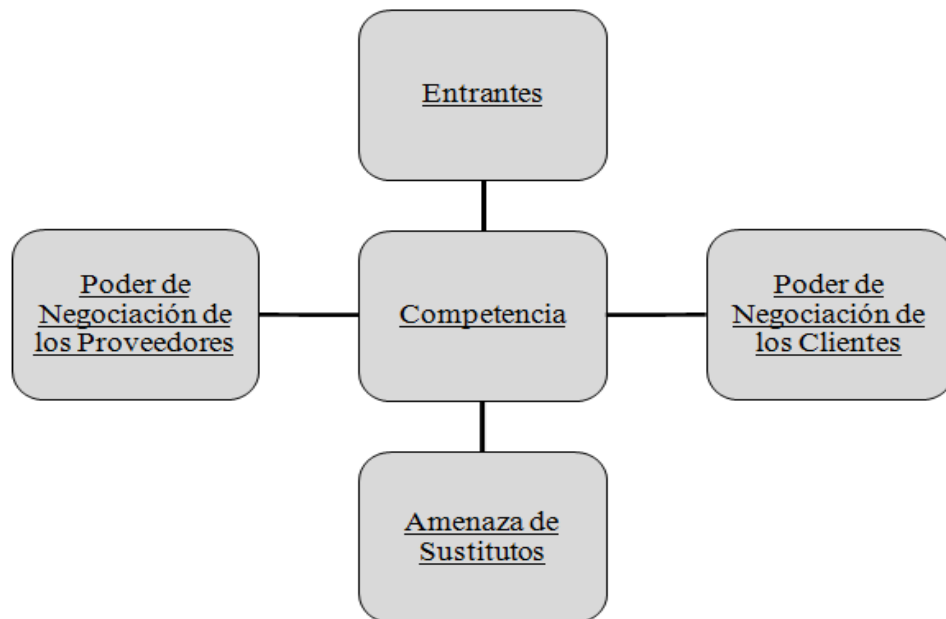 Entrantes
Poder de
Negociación de
los Proveedores
Competencia
Poder de
Negociación de
los Clientes
Amenaza de
Sustitutos